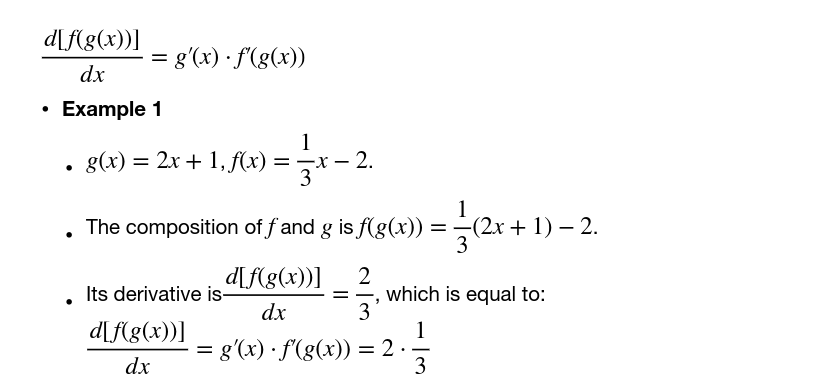 d[f(g(x))]/dx = g′(x) · f′(g(x))
• Example 1
• g(x) = 2x + 1, f(x) = 1/3 x − 2.
• The composition of f and g is f(g(x)) = 1/3 (2x + 1) − 2.
• Its derivative is d[f(g(x))]/dx = 2/3, which is equal to:
d[f(g(x))]/dx = g′(x) · f′(g(x)) = 2 · 1/3